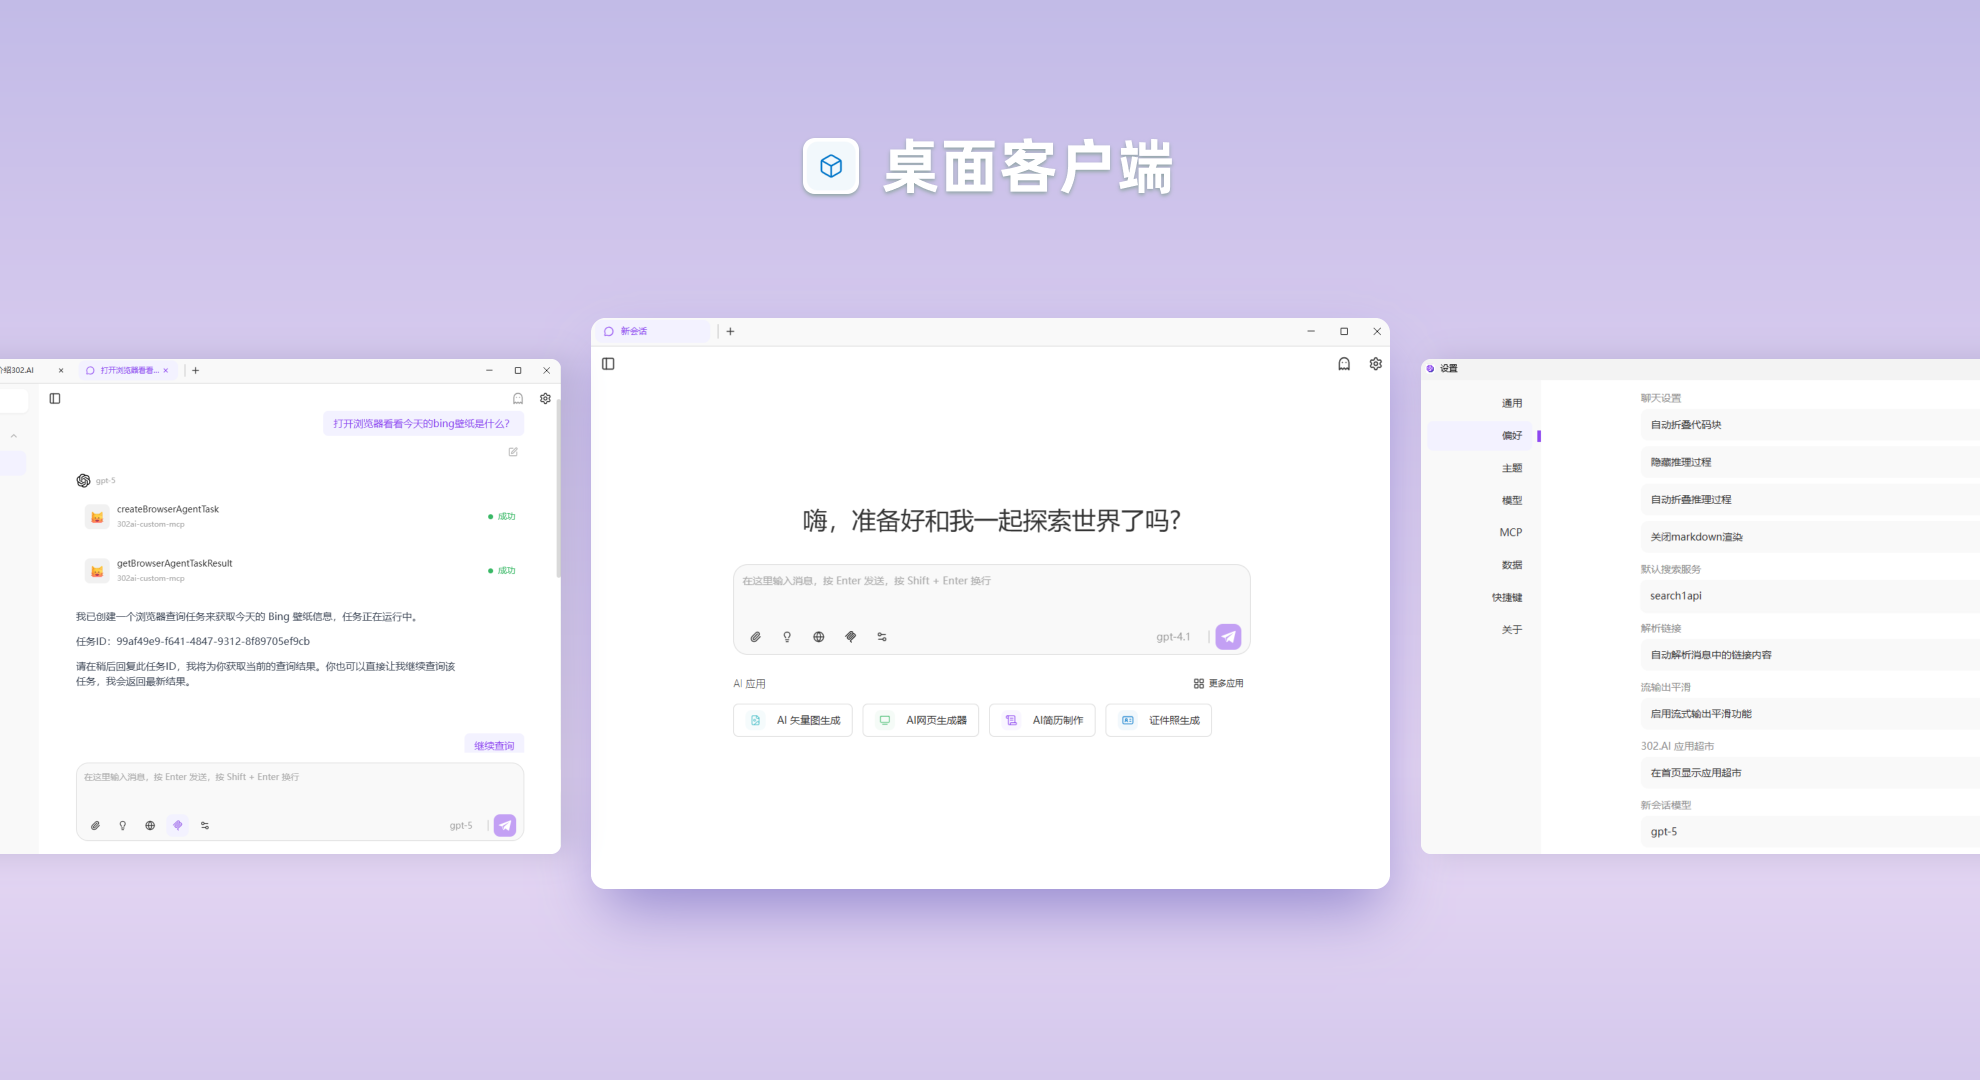 桌面客户端
介绍302.AI
打开浏览器看看...
打开浏览器看看今天的bing壁纸是什么?
gpt-5
createBrowserAgentTask
302ai-custom-mcp
成功
getBrowserAgentTaskResult
302ai-custom-mcp
成功
我已创建一个浏览器查询任务来获取今天的 Bing 壁纸信息，任务正在运行中。
任务ID：99af49e9-f641-4847-9312-8f89705ef9cb
请在稍后回复此任务ID，我将为你获取当前的查询结果。你也可以直接让我继续查询该
任务，我会返回最新结果。
继续查询
在这里输入消息，按 Enter 发送，按 Shift + Enter 换行
gpt-5
新会话
嗨，准备好和我一起探索世界了吗?
在这里输入消息，按 Enter 发送，按 Shift + Enter 换行
gpt-4.1
AI 应用
更多应用
AI 矢量图生成
AI网页生成器
AI简历制作
证件照生成
设置
通用
偏好
主题
模型
MCP
数据
快捷键
关于
聊天设置
自动折叠代码块
隐藏推理过程
自动折叠推理过程
关闭markdown渲染
默认搜索服务
search1api
解析链接
自动解析消息中的链接内容
流输出平滑
启用流式输出平滑功能
302.AI 应用超市
在首页显示应用超市
新会话模型
gpt-5